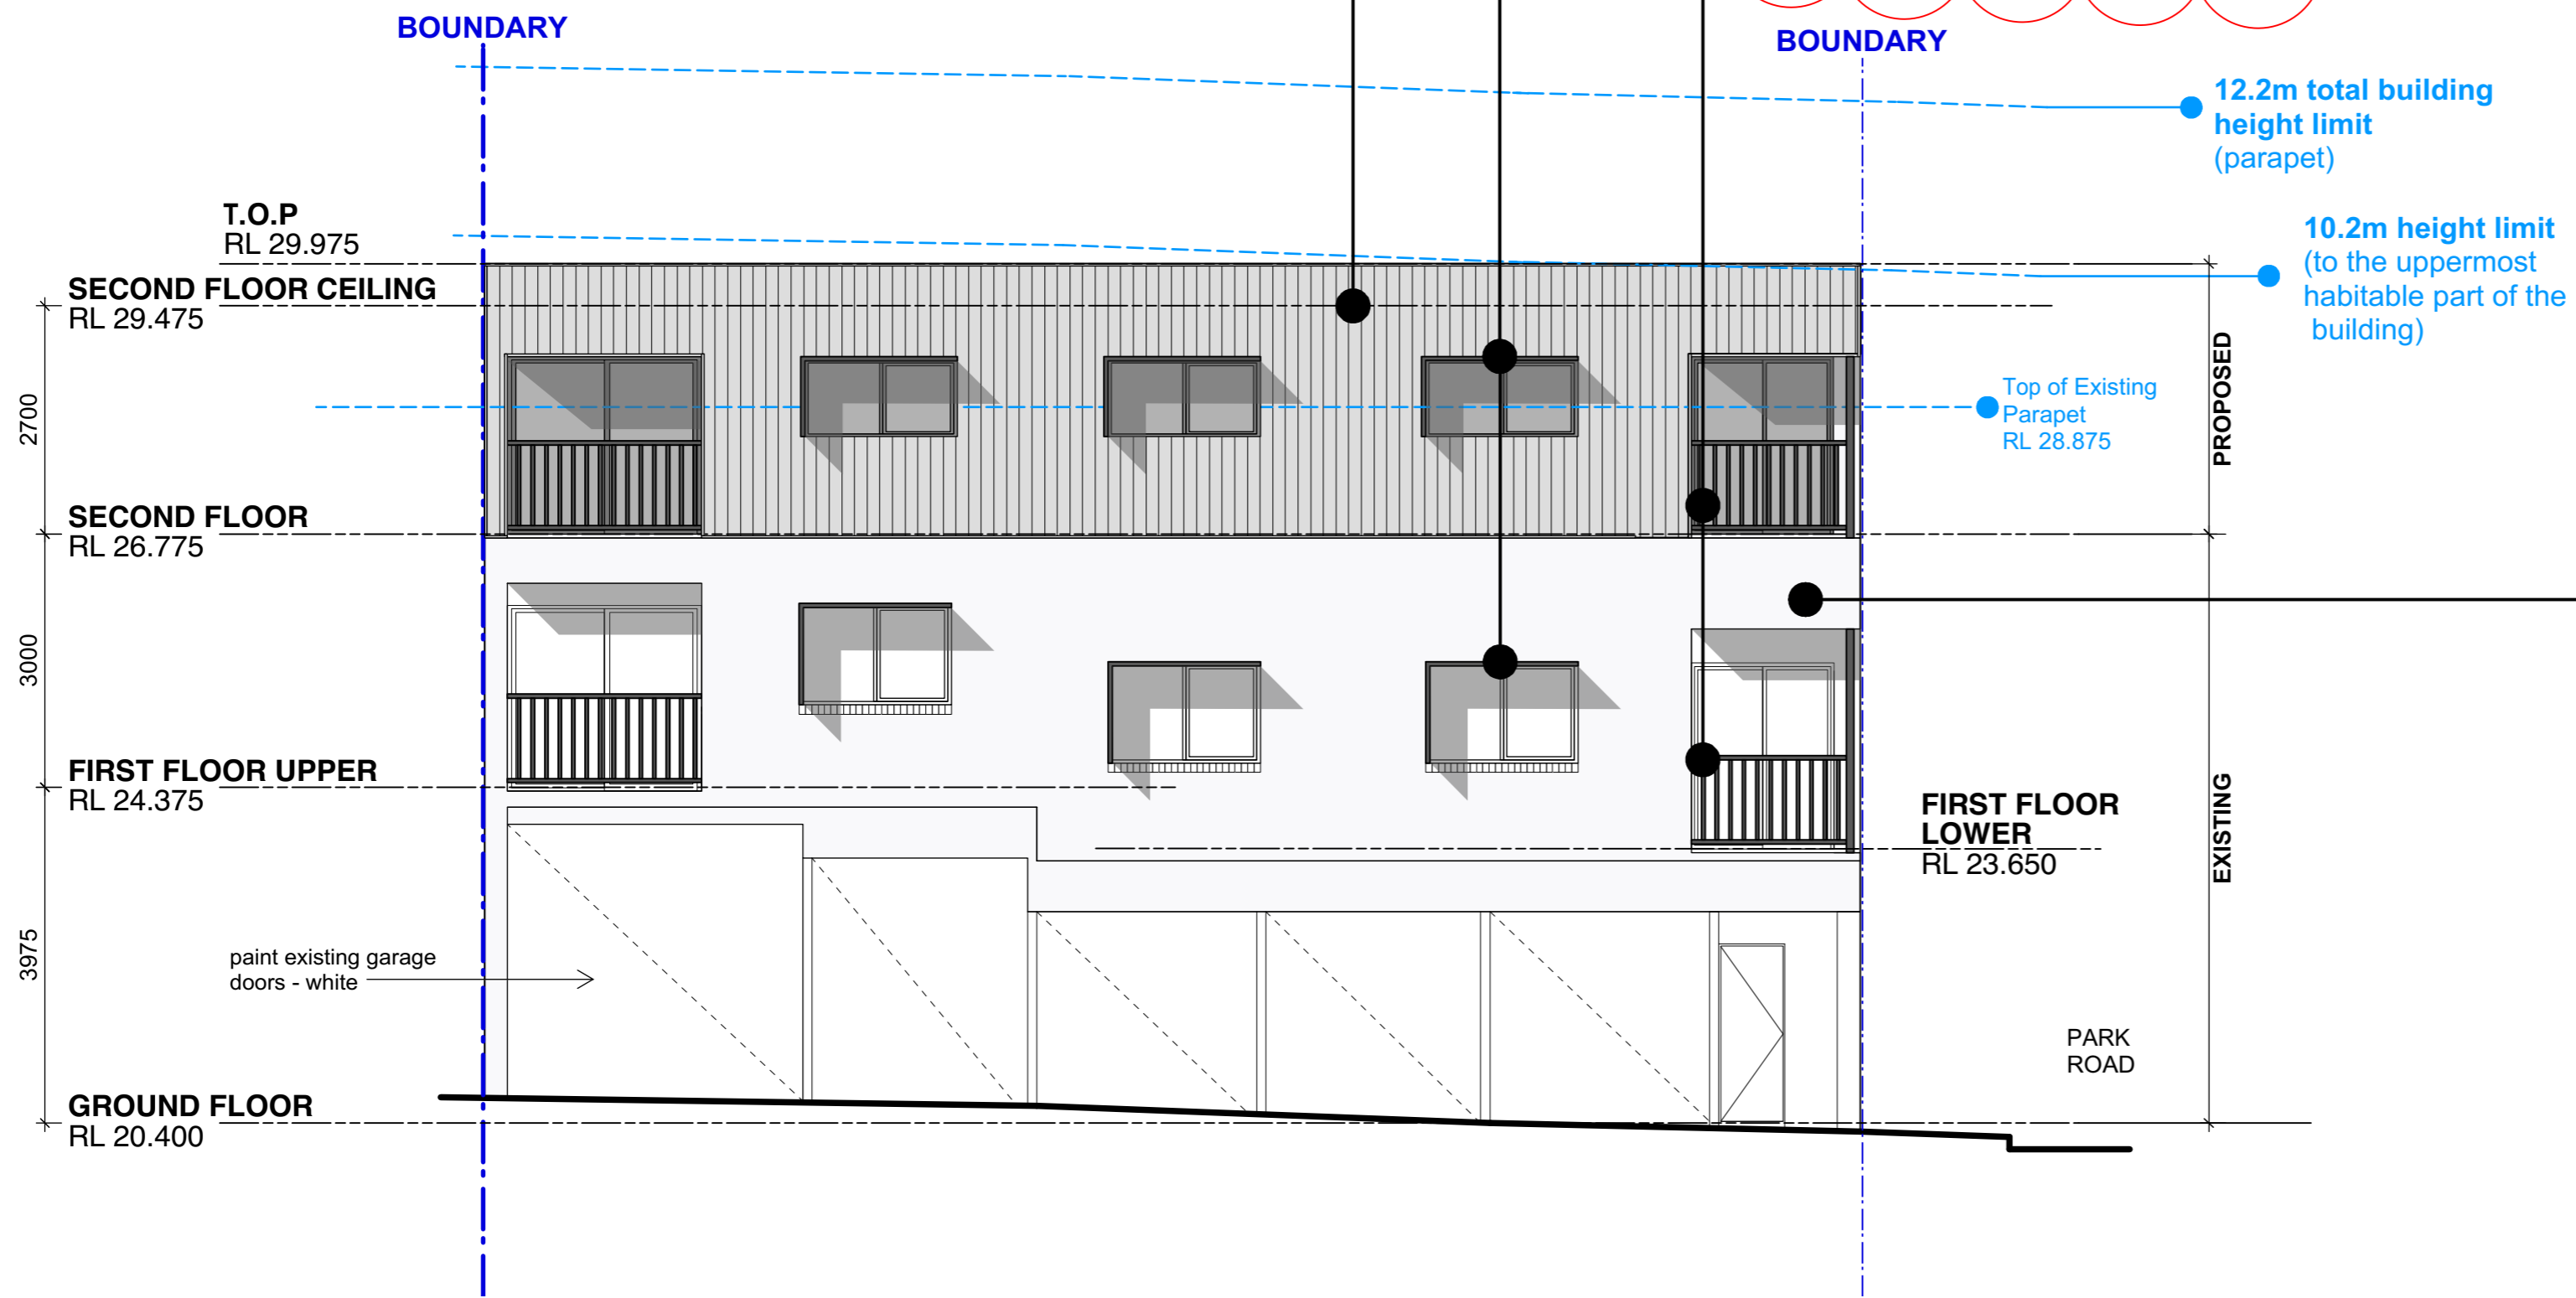 BOUNDARY
BOUNDARY
12.2m total building
height limit
(parapet)
T.O.P
RL 29.975
10.2m height limit
(to the uppermost
habitable part of the
building)
SECOND FLOOR CEILING
RL 29.475
2700
Top of Existing
Parapet
RL 28.875
PROPOSED
SECOND FLOOR
RL 26.775
3000
FIRST FLOOR UPPER
RL 24.375
FIRST FLOOR
LOWER
RL 23.650
EXISTING
3975
paint existing garage
doors - white
PARK
ROAD
GROUND FLOOR
RL 20.400